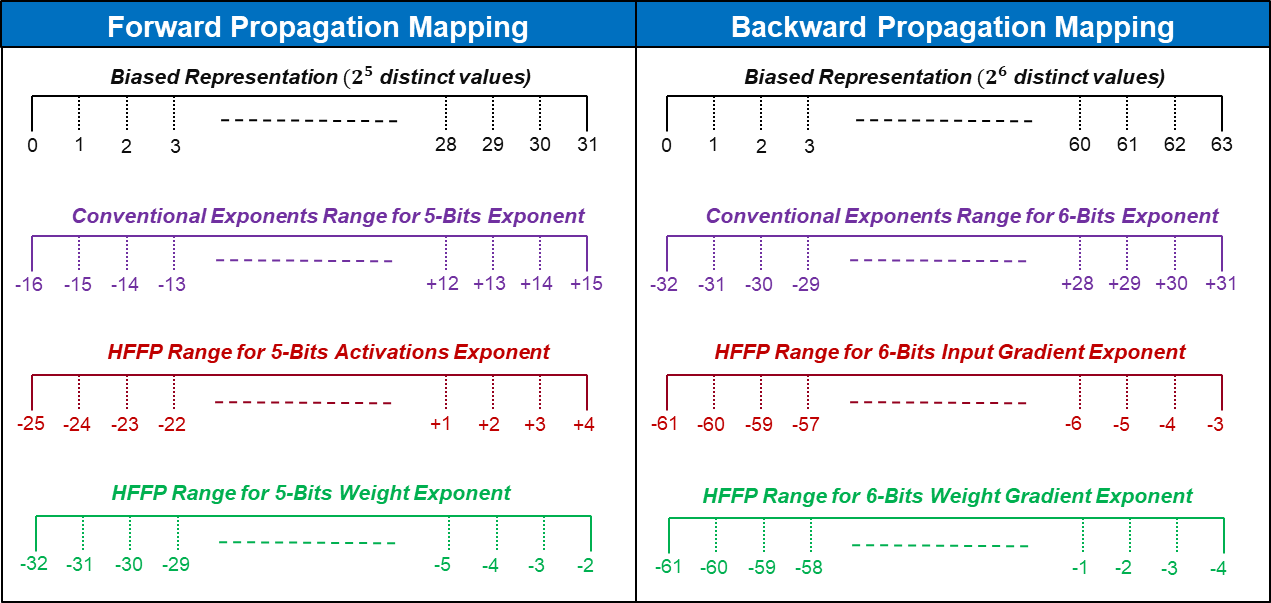 Forward Propagation Mapping
Biased Representation (2⁵ distinct values)
0 1 2 3 28 29 30 31
Conventional Exponents Range for 5-Bits Exponent
-16 -15 -14 -13 +12 +13 +14 +15
HFFP Range for 5-Bits Activations Exponent
-25 -24 -23 -22 +1 +2 +3 +4
HFFP Range for 5-Bits Weight Exponent
-32 -31 -30 -29 -5 -4 -3 -2
Backward Propagation Mapping
Biased Representation (2⁶ distinct values)
0 1 2 3 60 61 62 63
Conventional Exponents Range for 6-Bits Exponent
-32 -31 -30 -29 +28 +29 +30 +31
HFFP Range for 6-Bits Input Gradient Exponent
-61 -60 -59 -57 -6 -5 -4 -3
HFFP Range for 6-Bits Weight Gradient Exponent
-61 -60 -59 -58 -1 -2 -3 -4